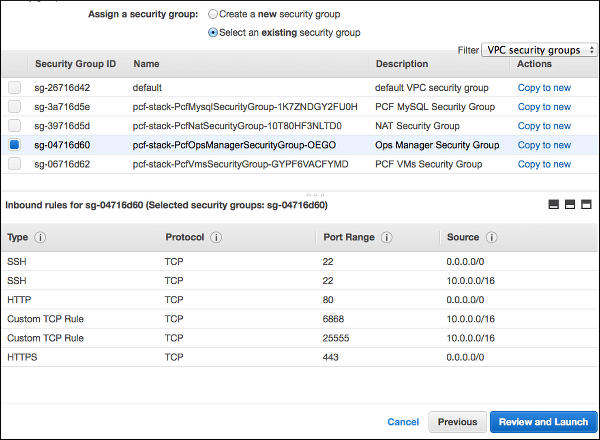 Assign a security group: Create a new security group
Select an existing security group
Filter VPC security groups
Security Group ID Name Description Actions
sg-26716d42 default default VPC security group Copy to new
sg-3a716d5e pcf-stack-PcfMysqlSecurityGroup-1K7ZNDGY2FU0H PCF MySQL Security Group Copy to new
sg-39716d5d pcf-stack-PcfNatSecurityGroup-10T80HF3NLTD0 NAT Security Group Copy to new
sg-04716d60 pcf-stack-PcfOpsManagerSecurityGroup-OEGO Ops Manager Security Group Copy to new
sg-06716d62 pcf-stack-PcfVmsSecurityGroup-GYPF6VACFYMD PCF VMs Security Group Copy to new
Inbound rules for sg-04716d60 (Selected security groups: sg-04716d60)
Type i Protocol i Port Range i Source i
SSH TCP 22 0.0.0.0/0
SSH TCP 22 10.0.0.0/16
HTTP TCP 80 0.0.0.0/0
Custom TCP Rule TCP 6868 10.0.0.0/16
Custom TCP Rule TCP 25555 10.0.0.0/16
HTTPS TCP 443 0.0.0.0/0
Cancel Previous Review and Launch